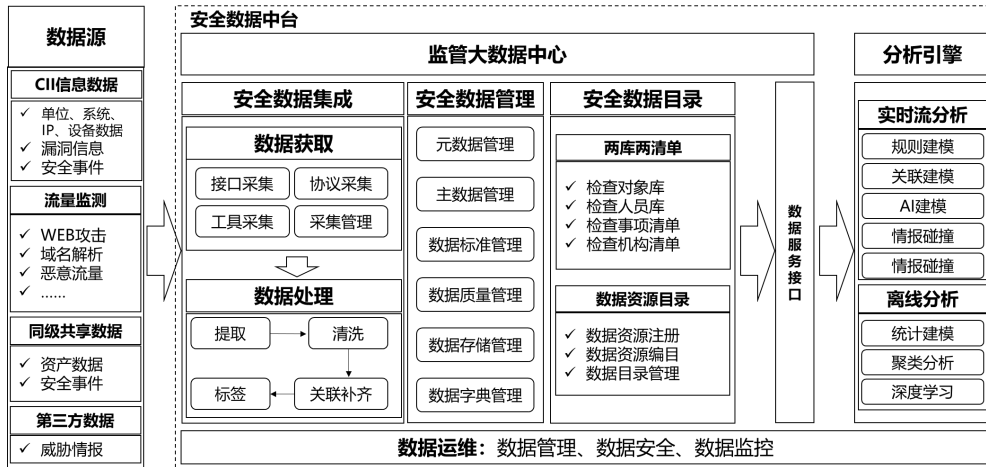 数据源
CII信息数据
✓ 单位、系统、
IP、设备数据
✓ 漏洞信息
✓ 安全事件
流量监测
✓ WEB攻击
✓ 域名解析
✓ 恶意流量
✓ ......
同级共享数据
✓ 资产数据
✓ 安全事件
第三方数据
✓ 威胁情报
安全数据中台
监管大数据中心
安全数据集成
数据获取
接口采集
协议采集
工具采集
采集管理
数据处理
提取
清洗
标签
关联补齐
安全数据管理
元数据管理
主数据管理
数据标准管理
数据质量管理
数据存储管理
数据字典管理
安全数据目录
两库两清单
✓ 检查对象库
✓ 检查人员库
✓ 检查事项清单
✓ 检查机构清单
数据资源目录
✓ 数据资源注册
✓ 数据资源编目
✓ 数据目录管理
数据服务接口
分析引擎
实时流分析
规则建模
关联建模
AI建模
情报碰撞
情报碰撞
离线分析
统计建模
聚类分析
深度学习
数据运维：数据管理、数据安全、数据监控